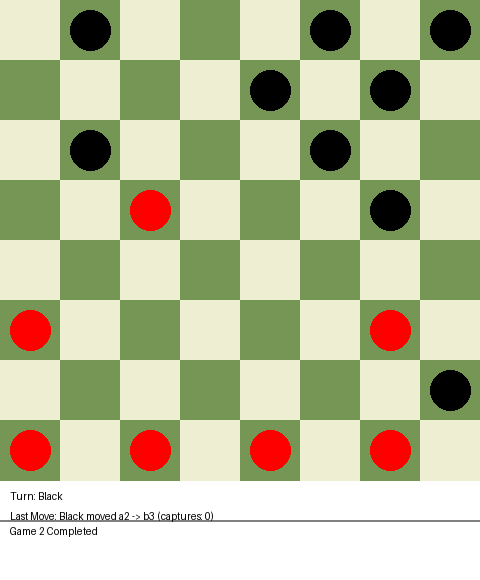 Turn: Black
Last Move: Black moved a2 -> b3 (captures: 0)
Game 2 Completed